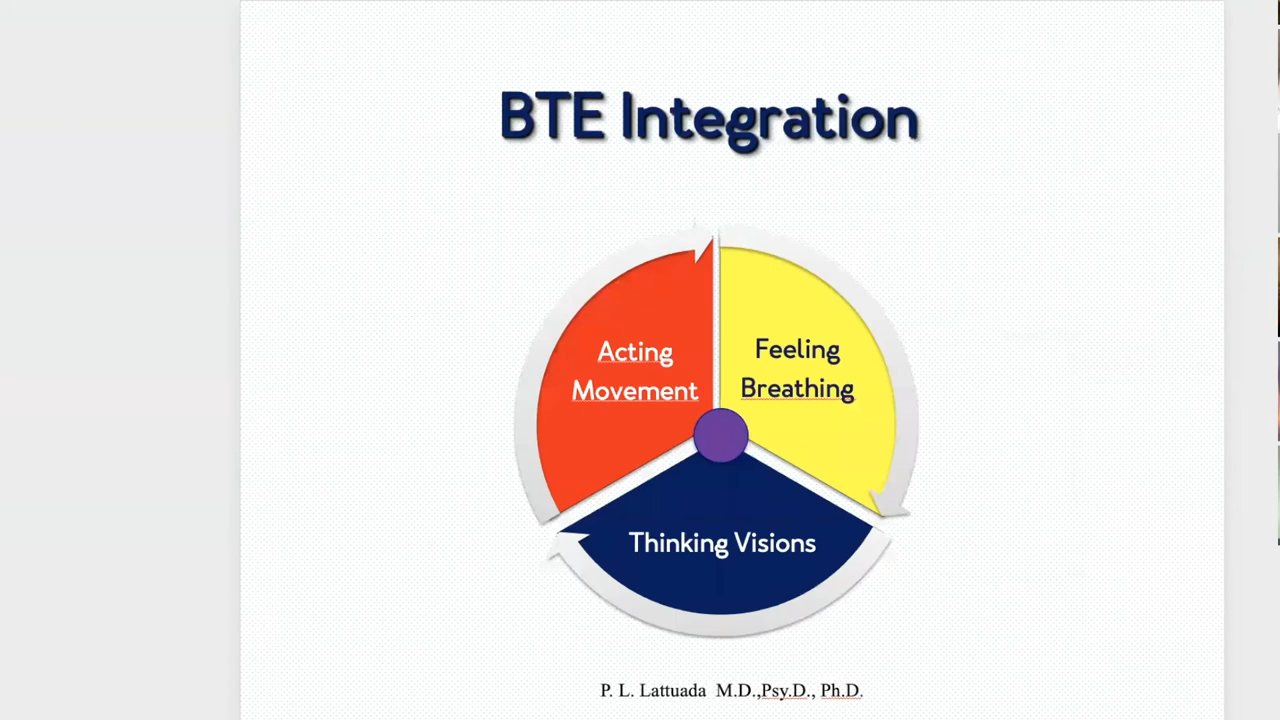 BTE Integration
Acting
Movement
Feeling
Breathing
Thinking Visions
P. L. Lattuada M.D.,Psy.D., Ph.D.